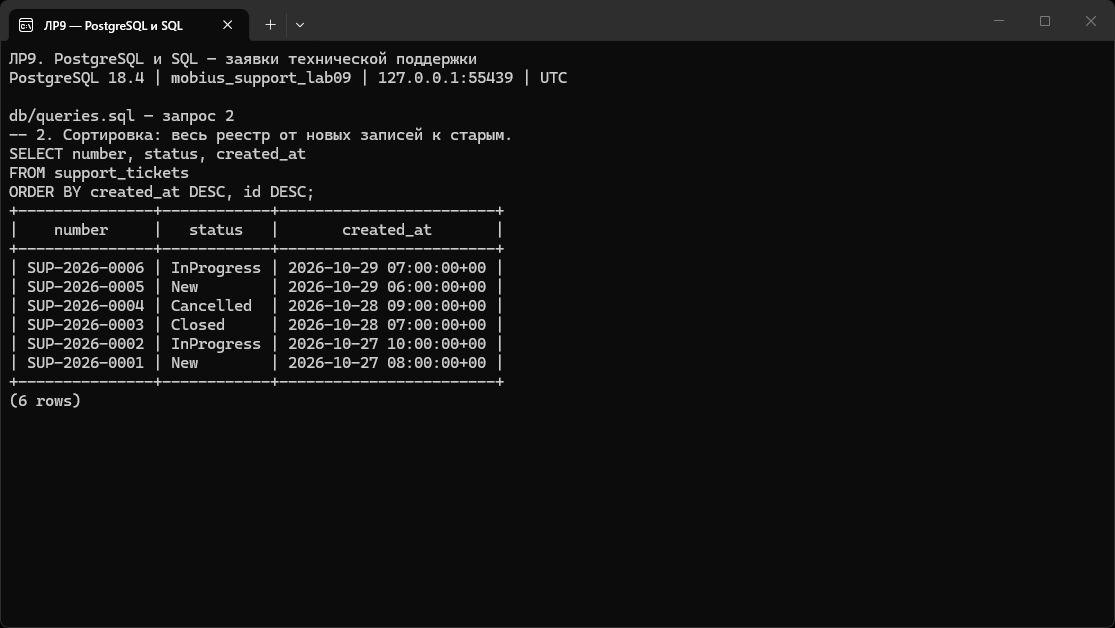 ЛР9 — PostgreSQL и SQL
ЛР9. PostgreSQL и SQL — заявки технической поддержки
PostgreSQL 18.4 | mobius_support_lab09 | 127.0.0.1:55439 | UTC
db/queries.sql — запрос 2
-- 2. Сортировка: весь реестр от новых записей к старым.
SELECT number, status, created_at
FROM support_tickets
ORDER BY created_at DESC, id DESC;
+---------------+------------+------------------------+
|    number     |   status   |       created_at       |
+---------------+------------+------------------------+
| SUP-2026-0006 | InProgress | 2026-10-29 07:00:00+00 |
| SUP-2026-0005 | New        | 2026-10-29 06:00:00+00 |
| SUP-2026-0004 | Cancelled  | 2026-10-28 09:00:00+00 |
| SUP-2026-0003 | Closed     | 2026-10-28 07:00:00+00 |
| SUP-2026-0002 | InProgress | 2026-10-27 10:00:00+00 |
| SUP-2026-0001 | New        | 2026-10-27 08:00:00+00 |
+---------------+------------+------------------------+
(6 rows)